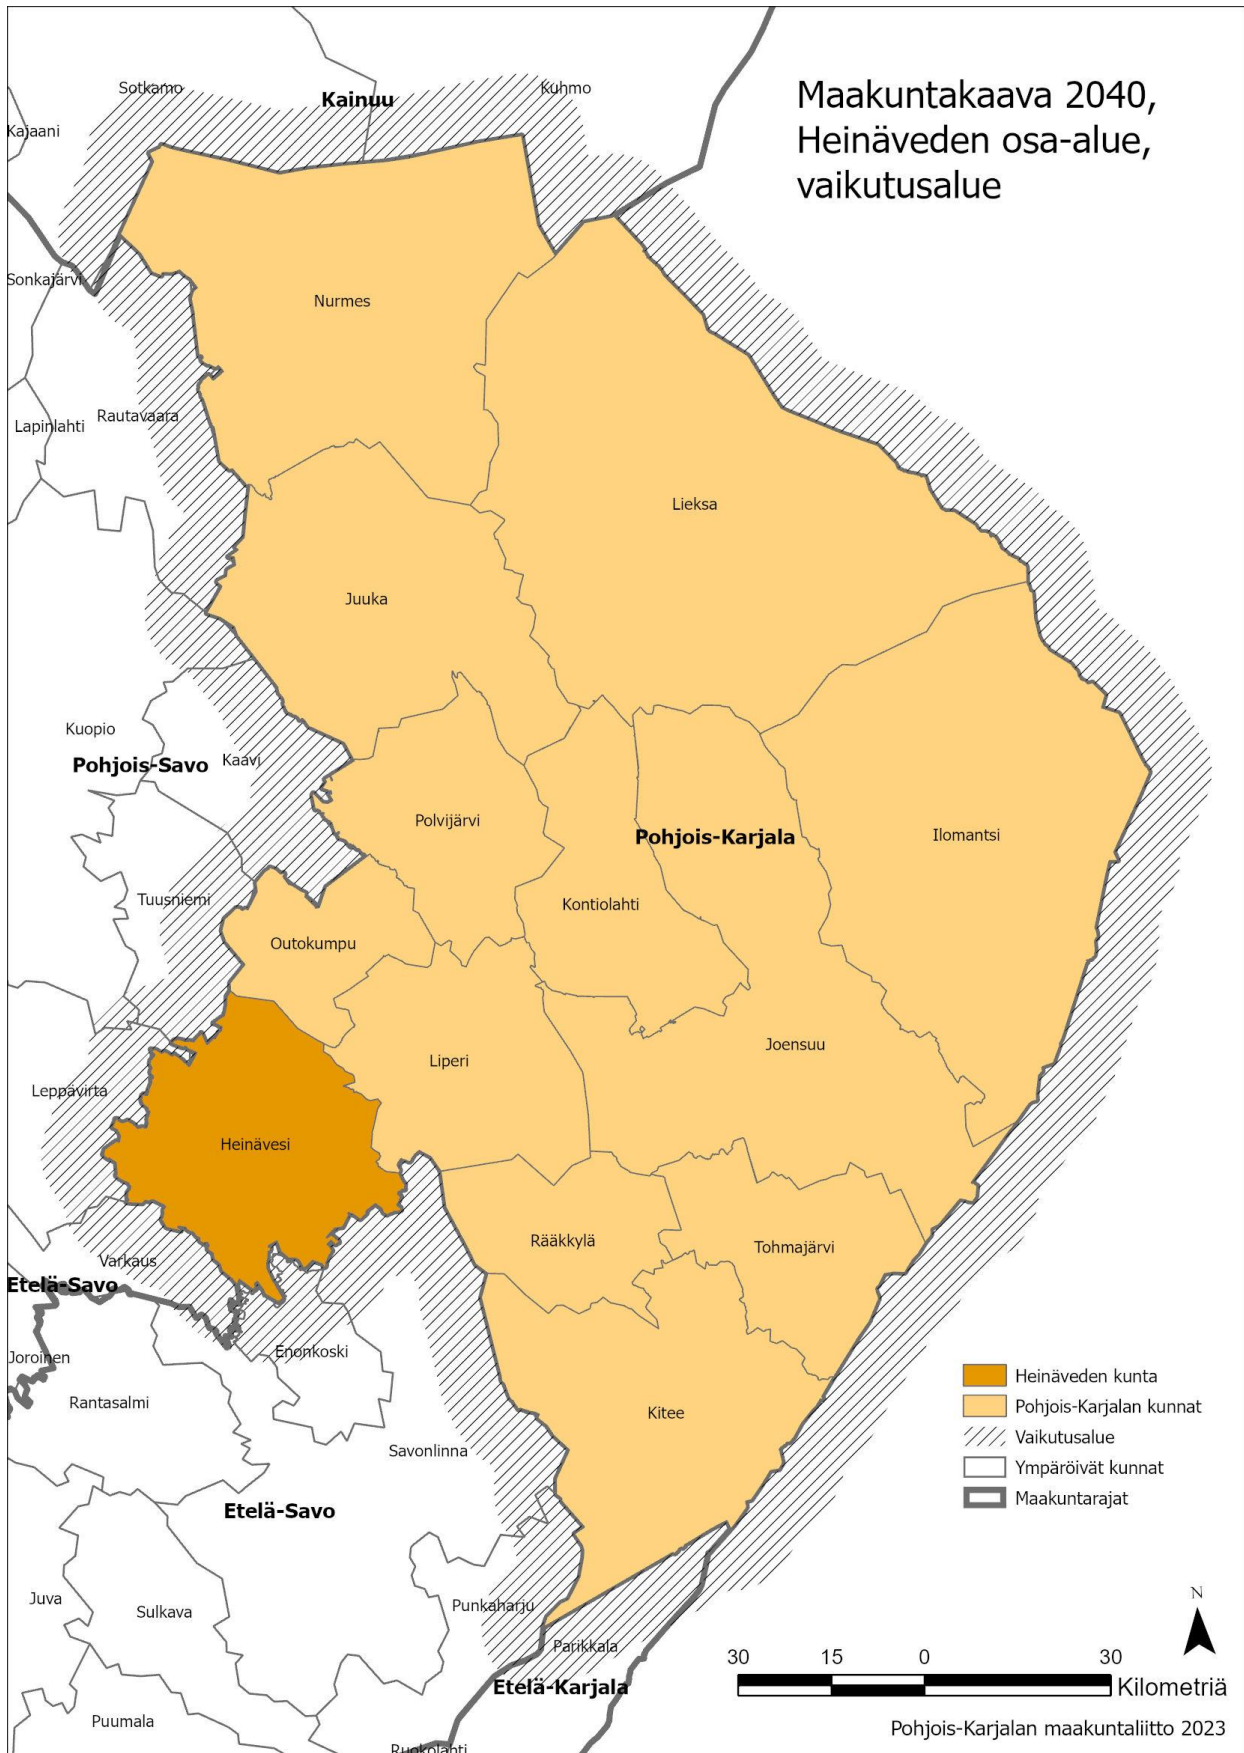 Maakuntakaava 2040,
Heinäveden osa-alue,
vaikutusalue
Sotkamo
Kuhmo
Kainuu
Kajaani
Sonkajärvi
Nurmes
Rautavaara
Lapinlahti
Lieksa
Juuka
Kuopio
Pohjois-Savo
Kaavi
Polvijärvi
Pohjois-Karjala
Ilomantsi
Tuusniemi
Kontiolahti
Outokumpu
Joensuu
Liperi
Leppävirta
Heinävesi
Rääkkylä
Tohmajärvi
Varkaus
Etelä-Savo
Enonkoski
Joroinen
Rantasalmi
Kitee
Savonlinna
Etelä-Savo
Juva
Sulkava
Punkaharju
Parikkala
Etelä-Karjala
Puumala
Ruokolahti
Heinäveden kunta
Pohjois-Karjalan kunnat
Vaikutusalue
Ympäröivät kunnat
Maakuntarajat
N
30 15 0 30
Kilometriä
Pohjois-Karjalan maakuntaliitto 2023